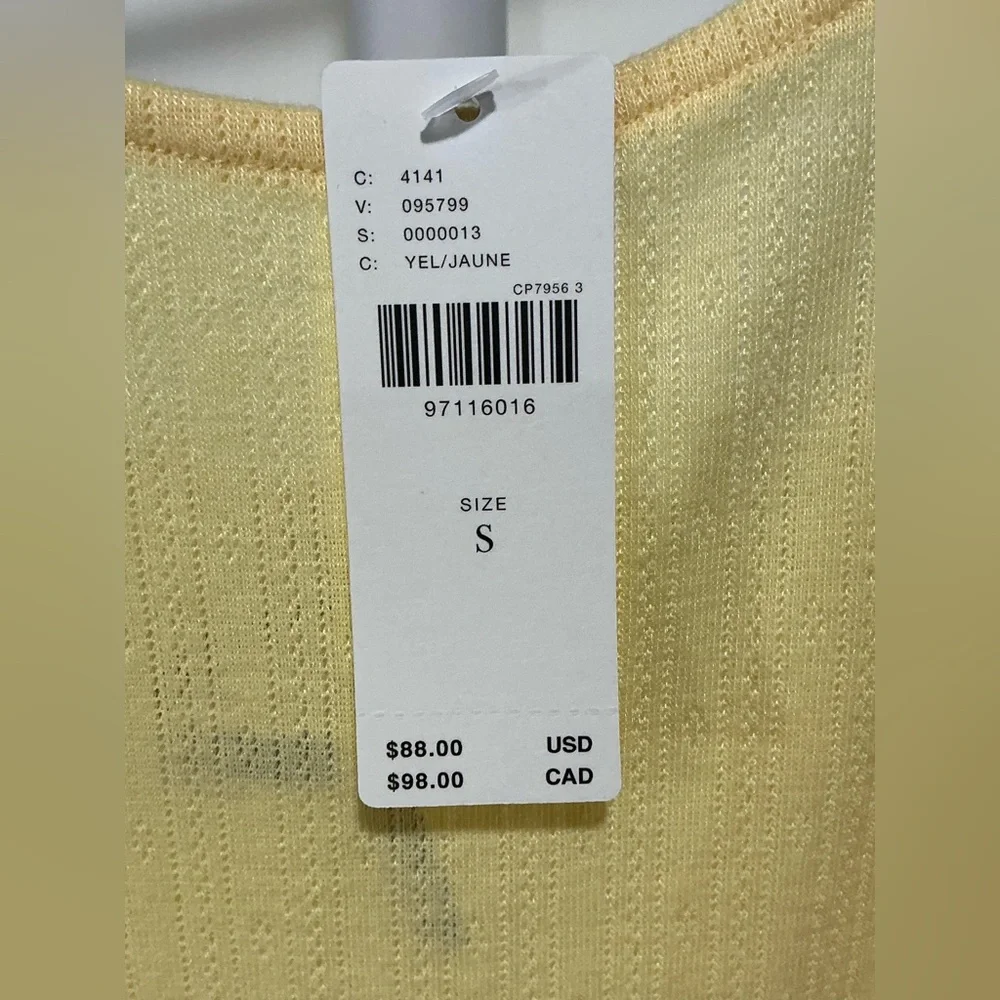 C: 4141
V: 095799
S: 0000013
C: YEL/JAUNE
CP7956 3
97116016
SIZE
S
$88.00 USD
$98.00 CAD